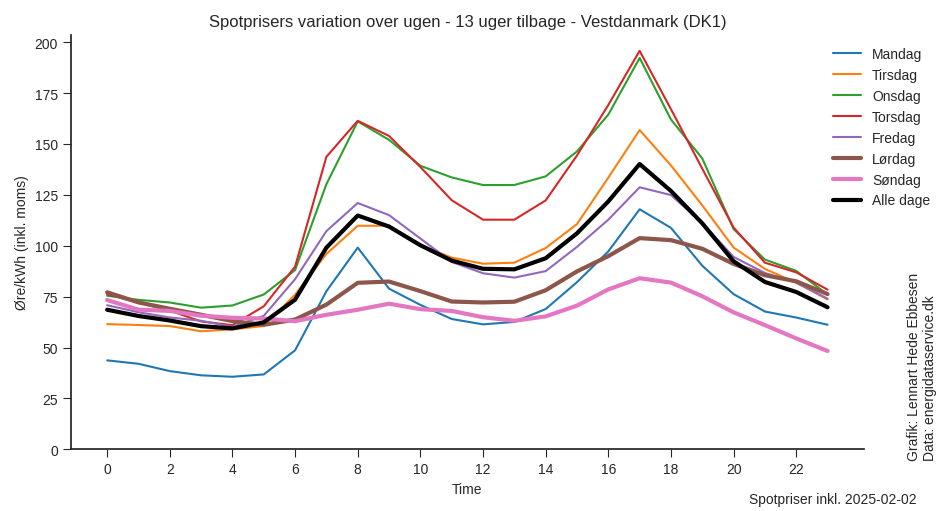 Spotprisers variation over ugen - 13 uger tilbage - Vestdanmark (DK1)
200
175
150
125
100
75
50
25
0
Øre/kWh (inkl. moms)
0 2 4 6 8 10 12 14 16 18 20 22
Time
Mandag
Tirsdag
Onsdag
Torsdag
Fredag
Lørdag
Søndag
Alle dage
Grafik: Lennart Hede Ebbesen
Data: energidataservice.dk
Spotpriser inkl. 2025-02-02